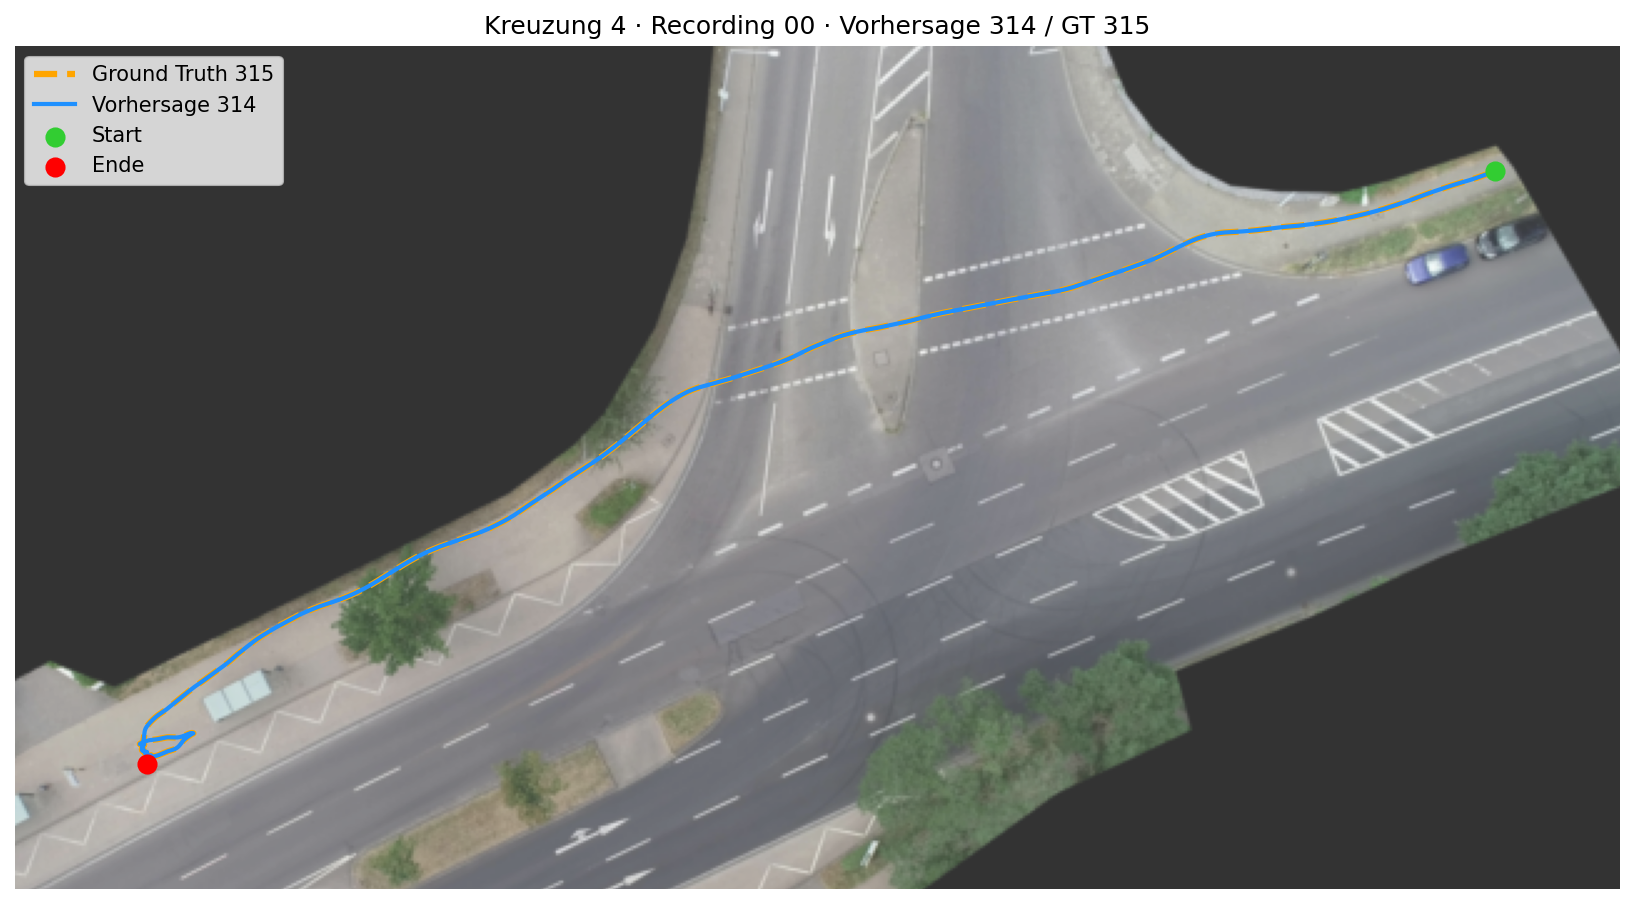 Kreuzung 4 · Recording 00 · Vorhersage 314 / GT 315
Ground Truth 315
Vorhersage 314
Start
Ende